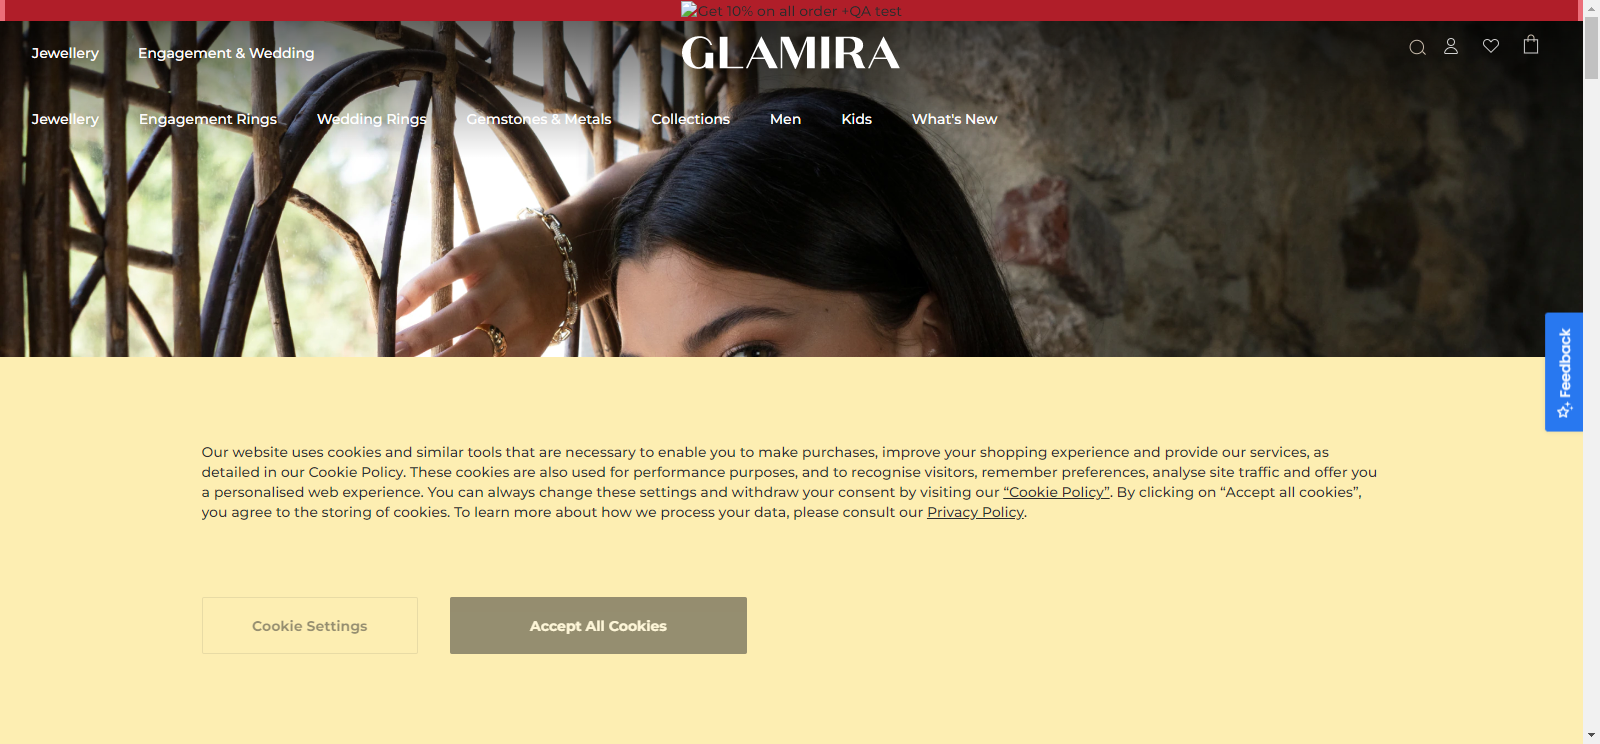 Get 10% on all order +QA test
Jewellery Engagement & Wedding
GLAMIRA
Jewellery Engagement Rings Wedding Rings Gemstones & Metals Collections Men Kids What's New
Feedback
Our website uses cookies and similar tools that are necessary to enable you to make purchases, improve your shopping experience and provide our services, as
detailed in our Cookie Policy. These cookies are also used for performance purposes, and to recognise visitors, remember preferences, analyse site traffic and offer you
a personalised web experience. You can always change these settings and withdraw your consent by visiting our “Cookie Policy”. By clicking on “Accept all cookies”,
you agree to the storing of cookies. To learn more about how we process your data, please consult our Privacy Policy.
Cookie Settings
Accept All Cookies